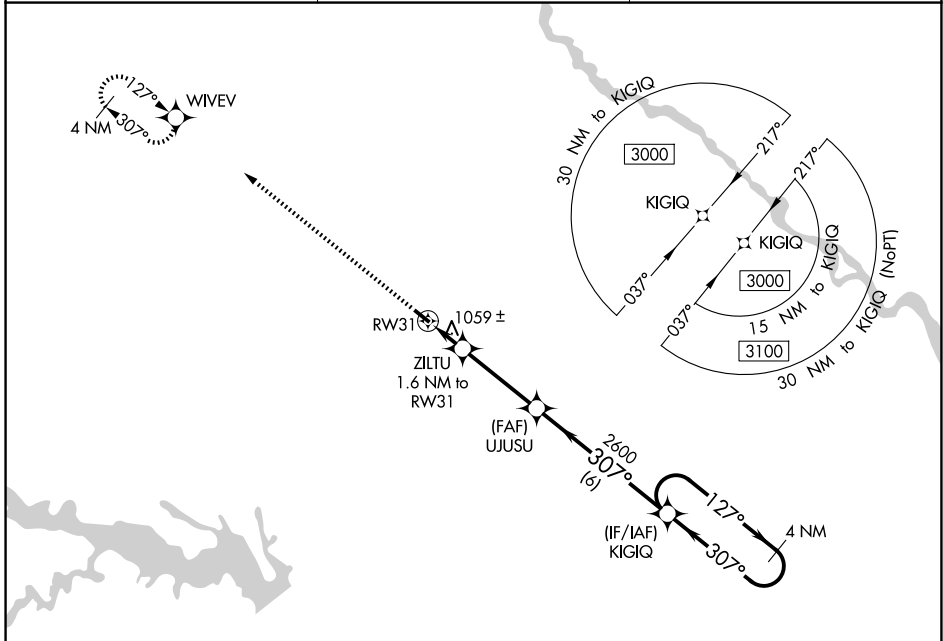 127°
307°
4 NM
WIVEV
30 NM to KIGIQ
3000
217°
037°
KIGIQ
217°
037°
KIGIQ
3000
15 NM to KIGIQ
3100
30 NM to KIGIQ (NoPT)
RW31
1059 ±
ZILTU
1.6 NM to
RW31
(FAF)
UJUSU
2600
307°
(6)
(IF/IAF)
KIGIQ
127°
307°
4 NM